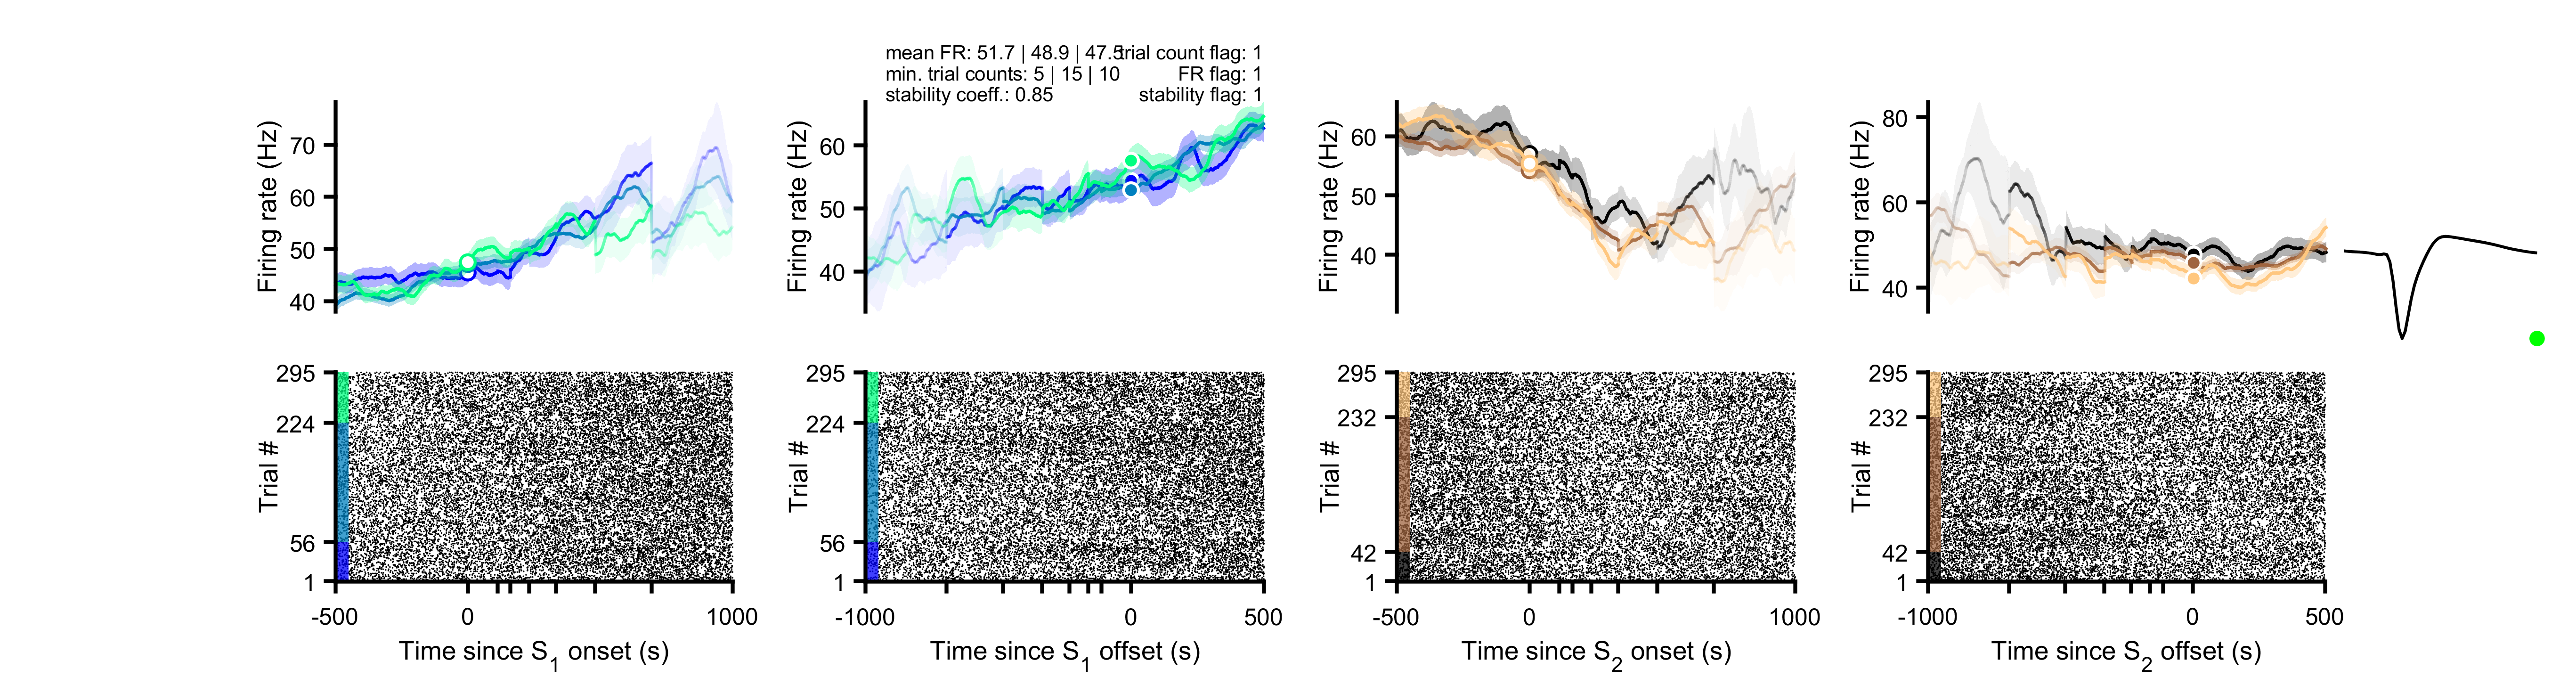 mean FR: 51.7 | 48.9 | 47.5 trial count flag: 1
min. trial counts: 5 | 15 | 10 FR flag: 1
stability coeff.: 0.85 stability flag: 1
Firing rate (Hz)
70
60
50
40
Firing rate (Hz)
60
50
40
Firing rate (Hz)
60
50
40
Firing rate (Hz)
80
60
40
Trial #
295
224
56
1
Trial #
295
224
56
1
Trial #
295
232
42
1
Trial #
295
232
42
1
-500 0 1000
-1000 0 500
-500 0 1000
-1000 0 500
Time since S1 onset (s)
Time since S1 offset (s)
Time since S2 onset (s)
Time since S2 offset (s)